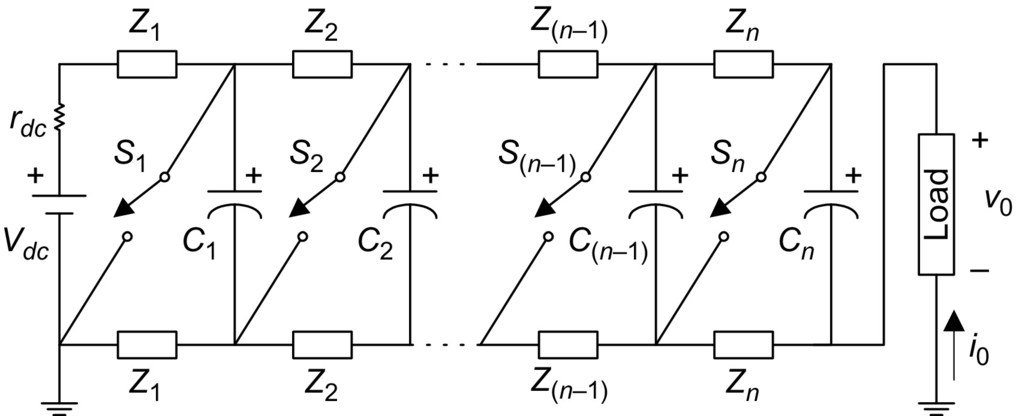 Z1 Z2 Z(n–1) Zn
rdc
S1 S2 S(n–1) Sn
+ + + + + +
Vdc C1 C2 C(n–1) Cn Load v0
–
i0
Z1 Z2 Z(n–1) Zn